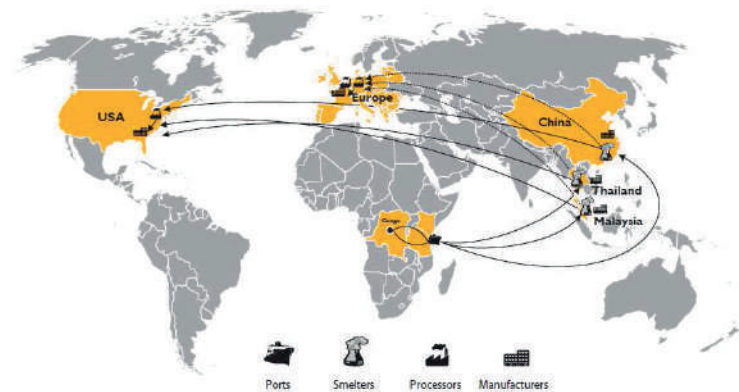 USA
Europe
China
Thailand
Malaysia
Congo
Ports Smelters Processors Manufacturers